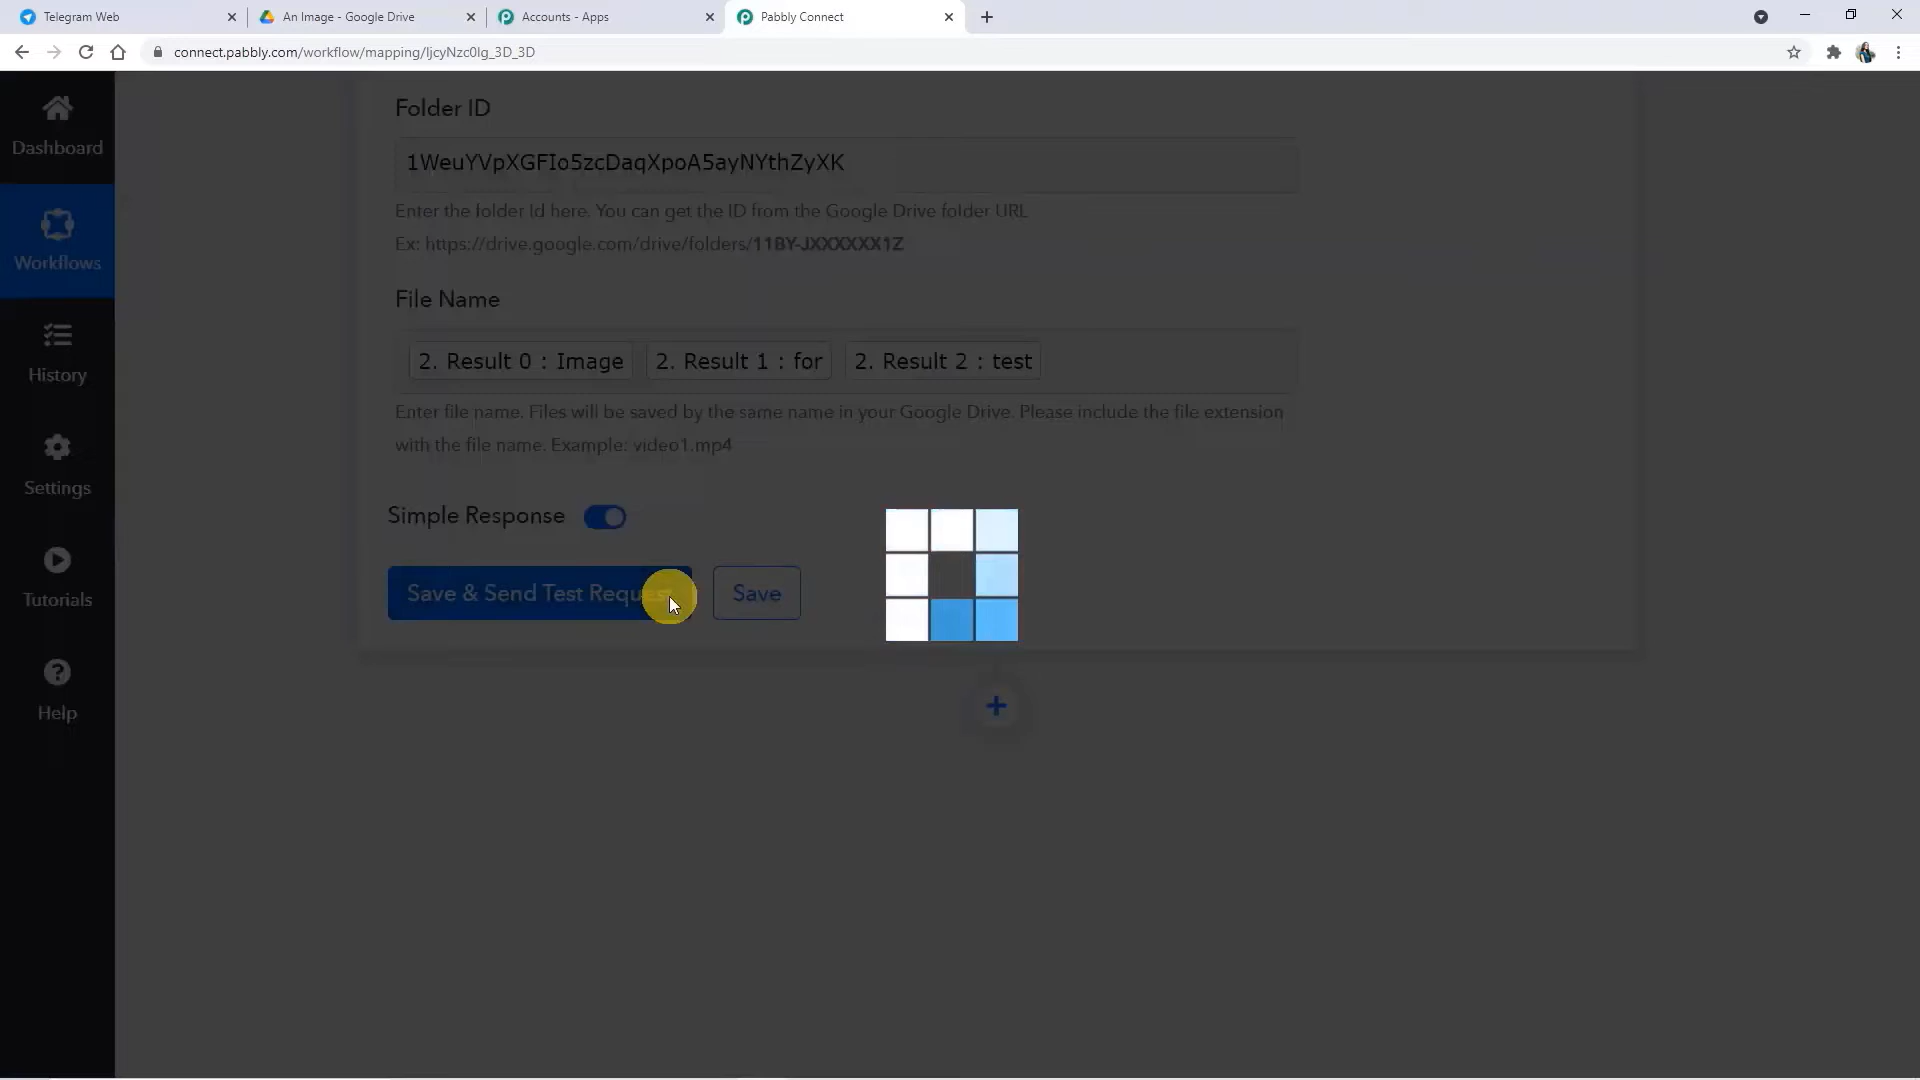 Telegram Web
An Image - Google Drive
Accounts - Apps
Pabbly Connect
connect.pabbly.com/workflow/mapping/IjcyNzc0Ig_3D_3D
Dashboard
Workflows
History
Settings
Tutorials
Help
Folder ID
1WeuYVpXGFIo5zcDaqXpoA5ayNYthZyXK
Enter the folder Id here. You can get the ID from the Google Drive folder URL
Ex: https://drive.google.com/drive/folders/11BY-JXXXXXX1Z
File Name
2. Result 0 : Image 2. Result 1 : for 2. Result 2 : test
Enter file name. Files will be saved by the same name in your Google Drive. Please include the file extension
with the file name. Example: video1.mp4
Simple Response
Save & Send Test Request
Save